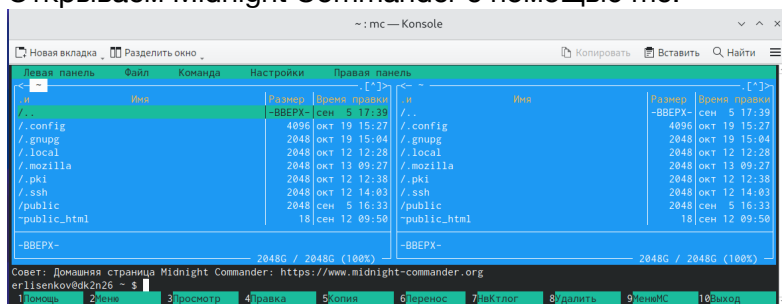 Открываем Midnight Commander с помощью mc.
~ : mc — Konsole
Новая вкладка Разделить окно Копировать Вставить Найти
Левая панель Файл Команда Настройки Правая панель
<- ~ .[^]> <- ~ .[^]>
.и Имя Размер Время правки .и Имя Размер Время правки
/.. -ВВЕРХ- сен 5 17:39 /.. -ВВЕРХ- сен 5 17:39
/.config 4096 окт 19 15:27 /.config 4096 окт 19 15:27
/.gnupg 2048 окт 19 15:04 /.gnupg 2048 окт 19 15:04
/.local 2048 окт 12 12:28 /.local 2048 окт 12 12:28
/.mozilla 2048 окт 13 09:27 /.mozilla 2048 окт 13 09:27
/.pki 2048 окт 12 12:38 /.pki 2048 окт 12 12:38
/.ssh 2048 окт 12 14:03 /.ssh 2048 окт 12 14:03
/public 2048 сен 5 16:33 /public 2048 сен 5 16:33
~public_html 18 сен 12 09:50 ~public_html 18 сен 12 09:50
-ВВЕРХ- -ВВЕРХ-
2048G / 2048G (100%) 2048G / 2048G (100%)
Совет: Домашняя страница Midnight Commander: https://www.midnight-commander.org
erlisenkov@dk2n26 ~ $
1Помощь 2Меню 3Просмотр 4Правка 5Копия 6Перенос 7НвКтлог 8Удалить 9МенюМС 10Выход